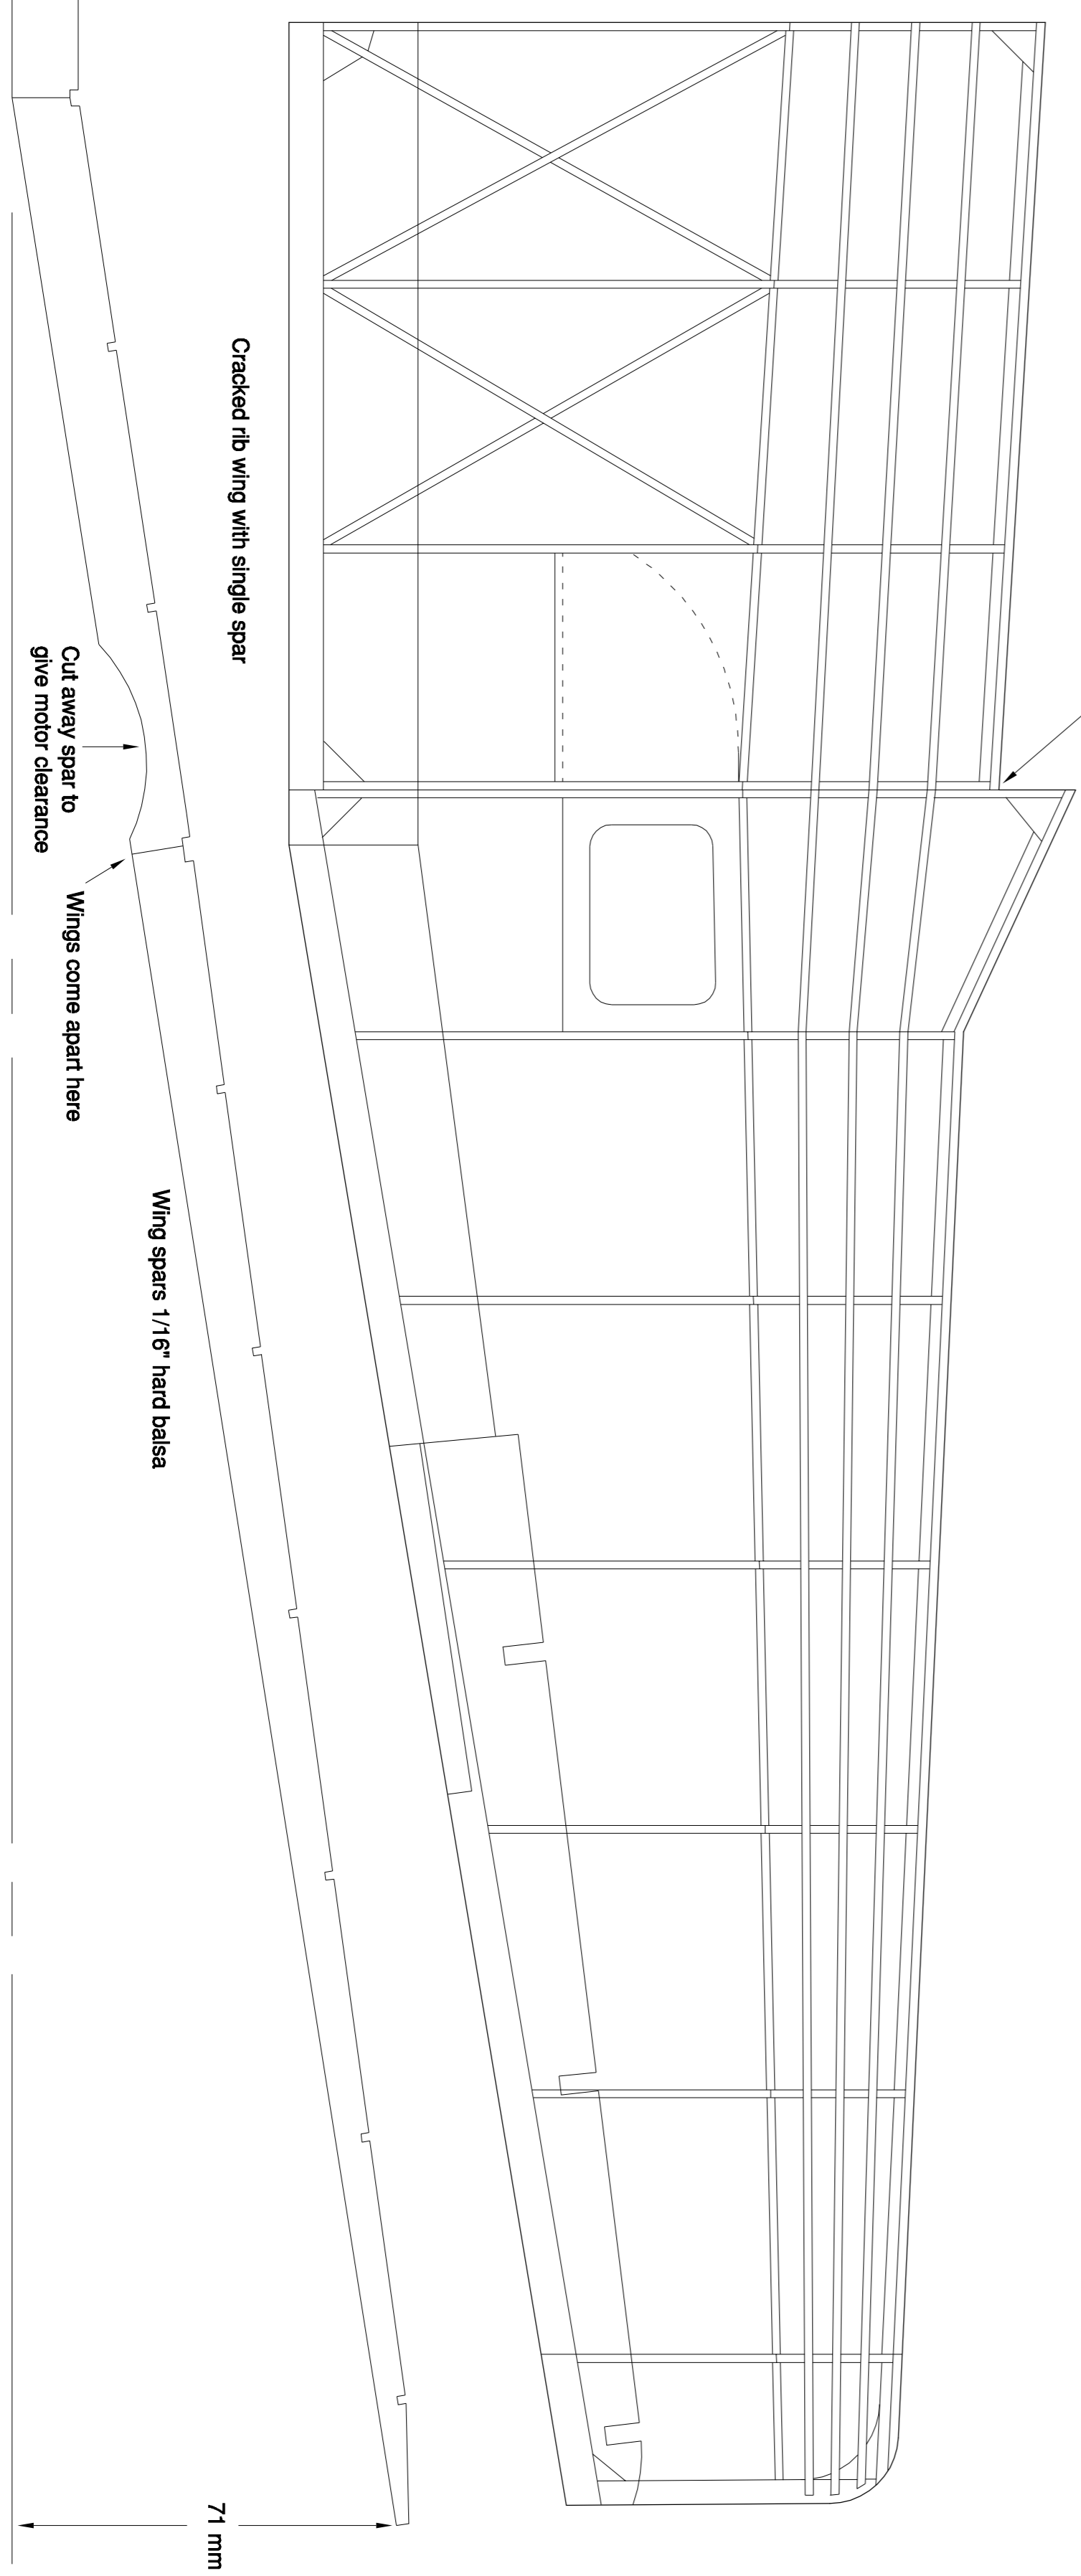 Cracked rib wing with single spar
Cut away spar to
give motor clearance
Wings come apart here
Wing spars 1/16" hard balsa
71 mm